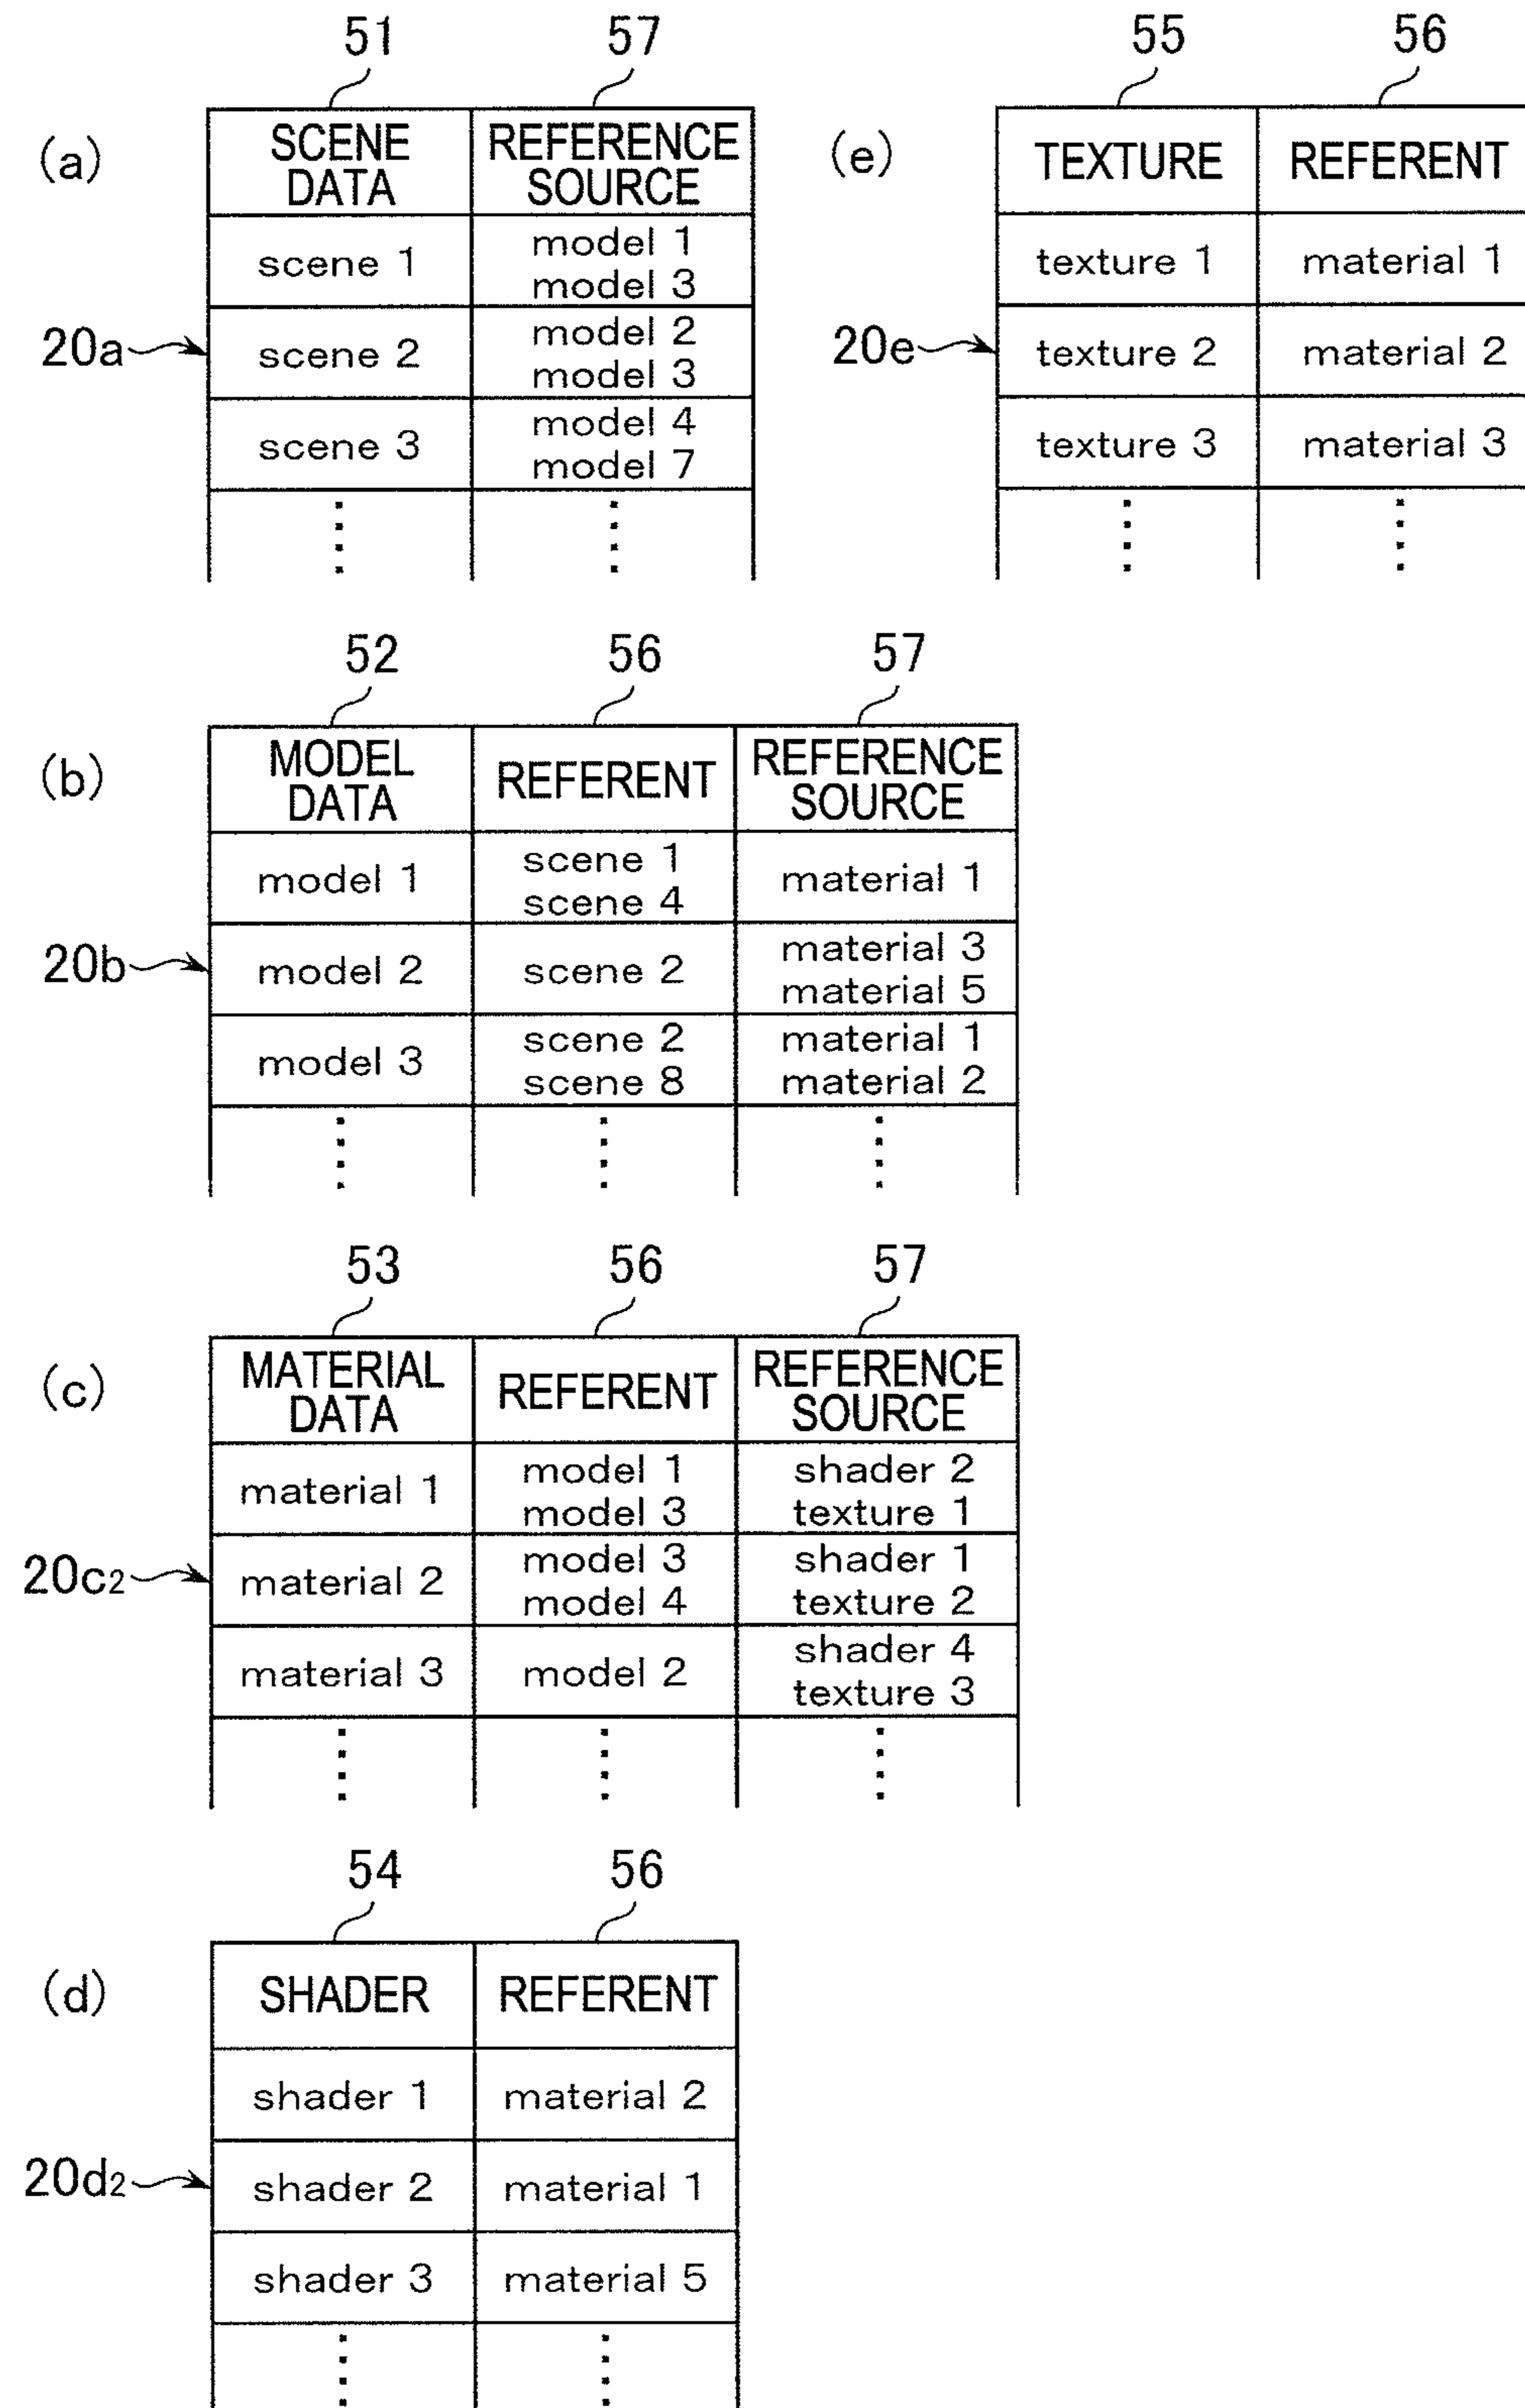 51 57
(a)
SCENE DATA REFERENCE SOURCE
scene 1 model 1 model 3
20a
scene 2 model 2 model 3
scene 3 model 4 model 7
55 56
(e)
TEXTURE REFERENT
texture 1 material 1
20e
texture 2 material 2
texture 3 material 3
52 56 57
(b)
MODEL DATA REFERENT REFERENCE SOURCE
model 1 scene 1 scene 4 material 1
20b
model 2 scene 2 material 3 material 5
model 3 scene 2 scene 8 material 1 material 2
53 56 57
(c)
MATERIAL DATA REFERENT REFERENCE SOURCE
material 1 model 1 model 3 shader 2 texture 1
20c2
material 2 model 3 model 4 shader 1 texture 2
material 3 model 2 shader 4 texture 3
54 56
(d)
SHADER REFERENT
shader 1 material 2
20d2
shader 2 material 1
shader 3 material 5